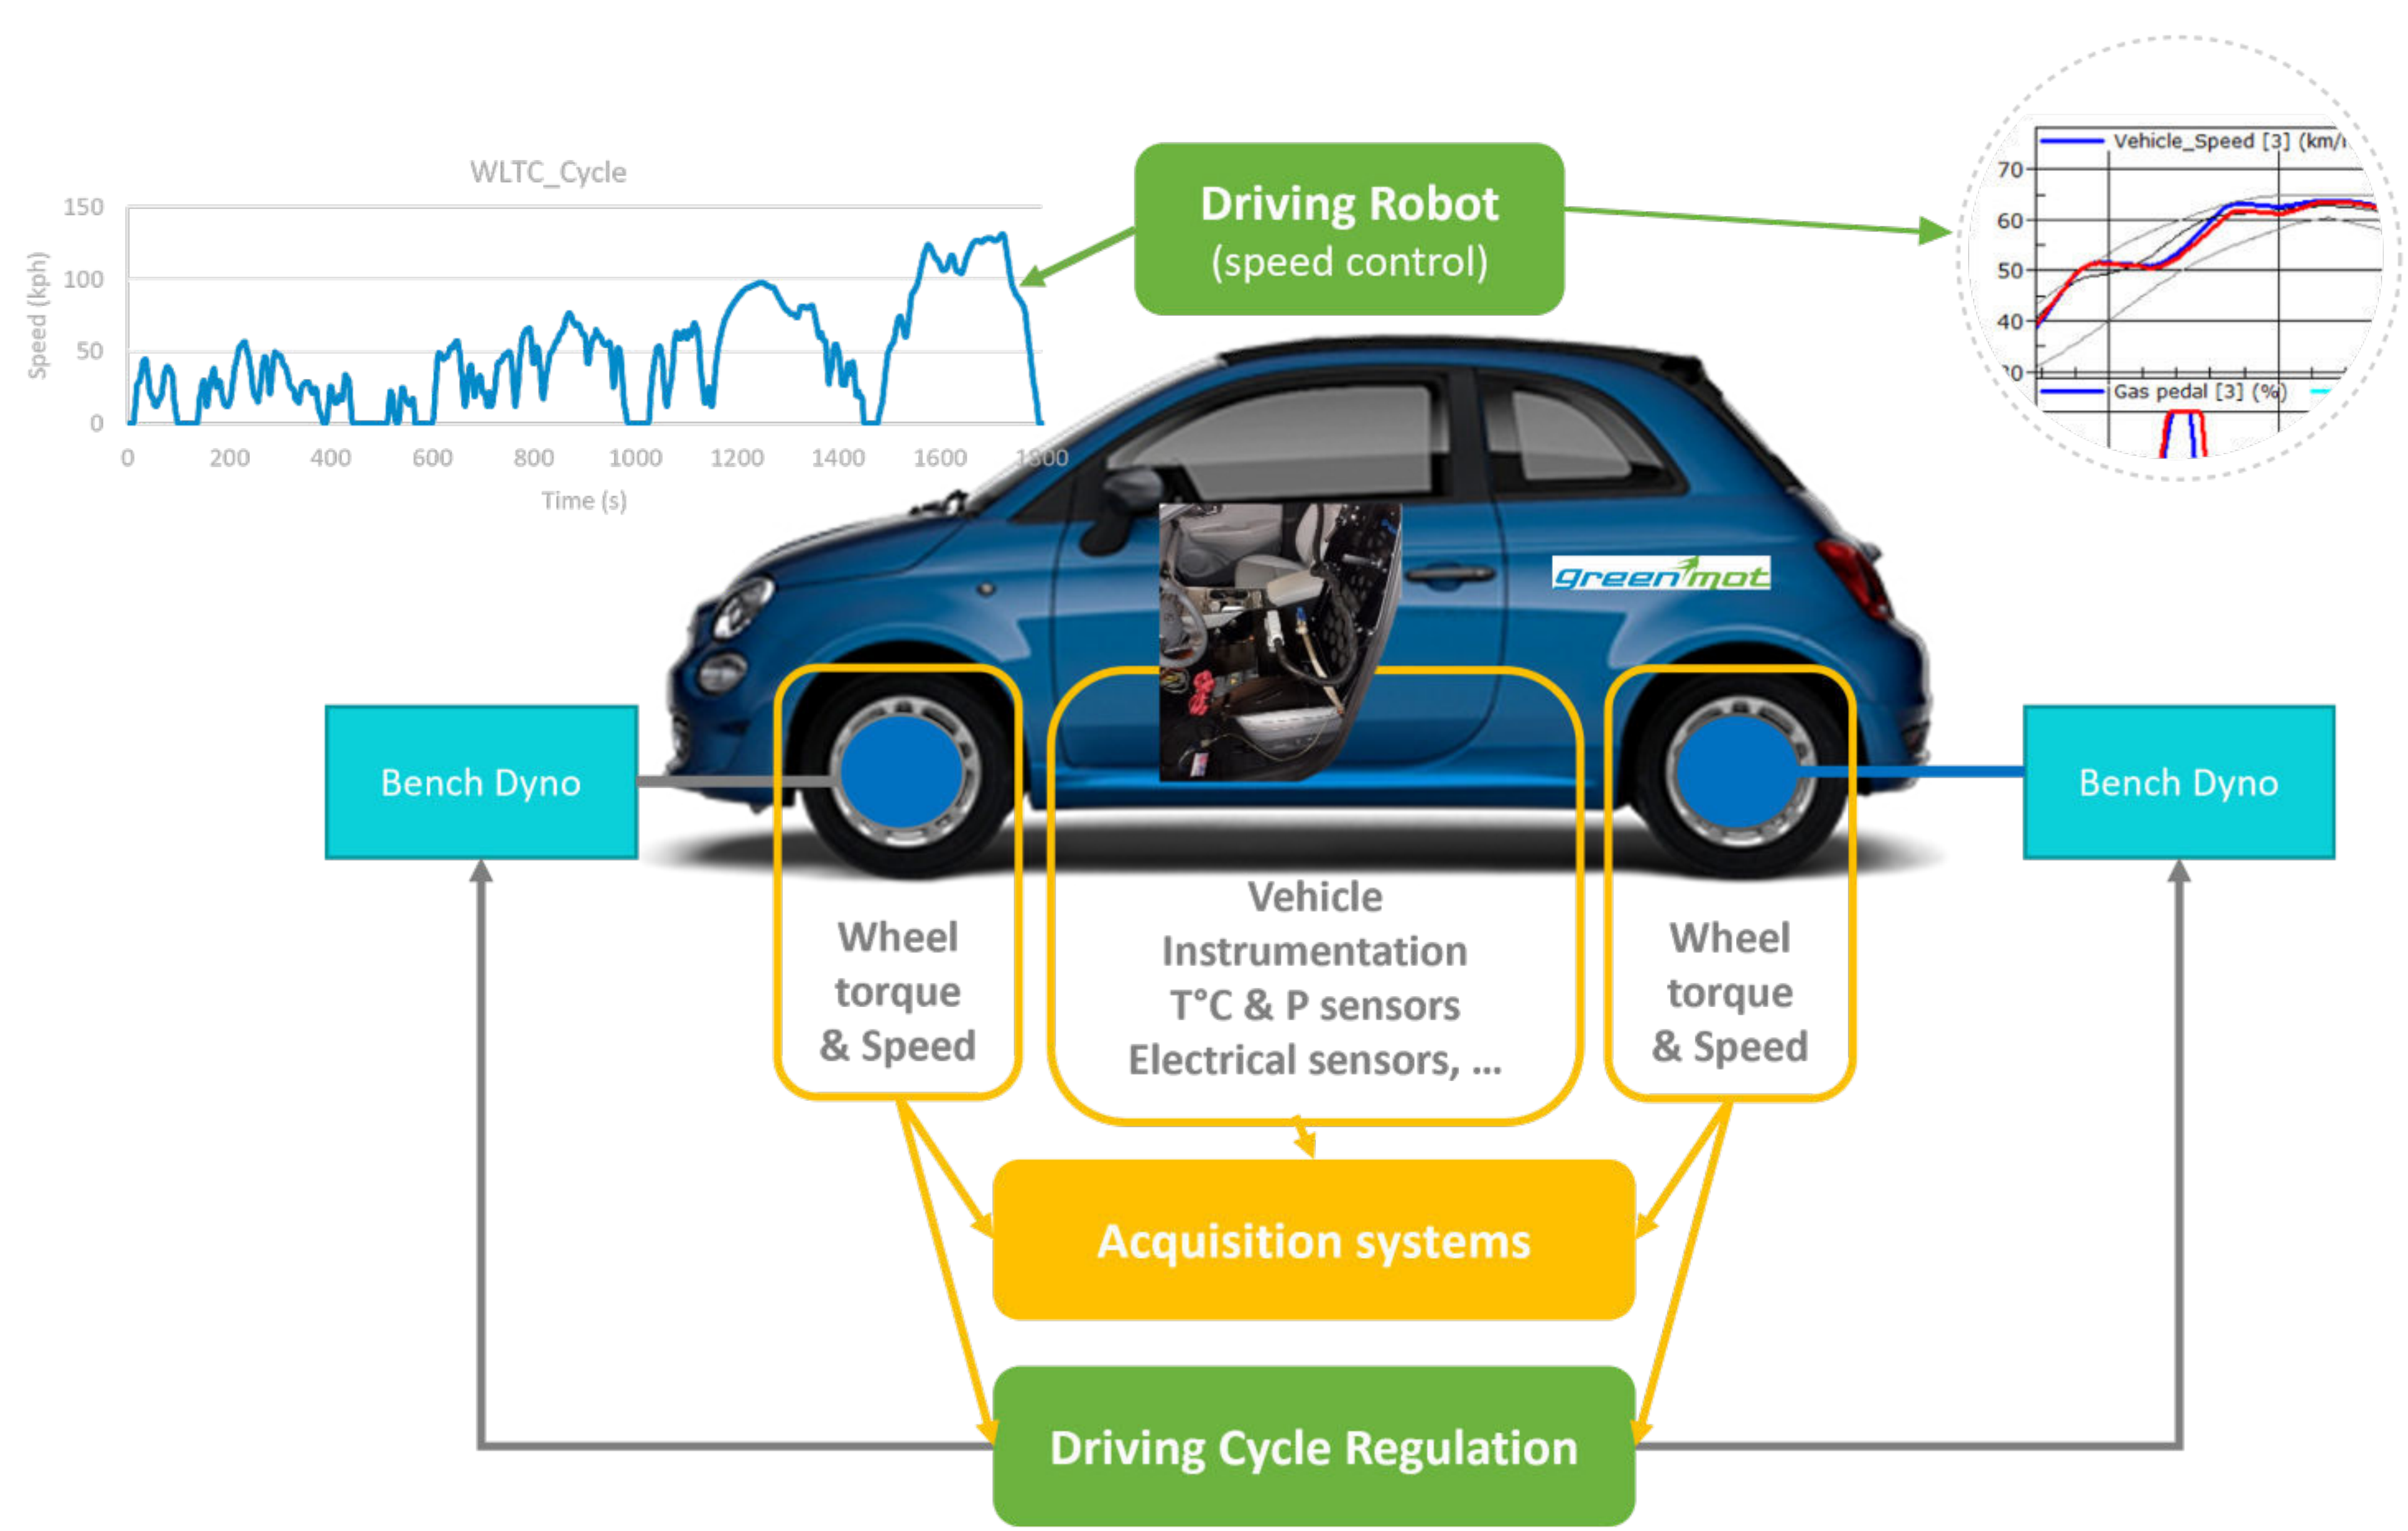 WLTC_Cycle
Speed (kph)
150
100
50
0
0 200 400 600 800 1000 1200 1400 1600 1800
Time (s)
Driving Robot
(speed control)
Vehicle_Speed [3] (km/
70
60
50
40
Gas pedal [3] (%)
greenmot
Bench Dyno
Bench Dyno
Wheel
torque
& Speed
Vehicle
Instrumentation
T°C & P sensors
Electrical sensors, ...
Wheel
torque
& Speed
Acquisition systems
Driving Cycle Regulation